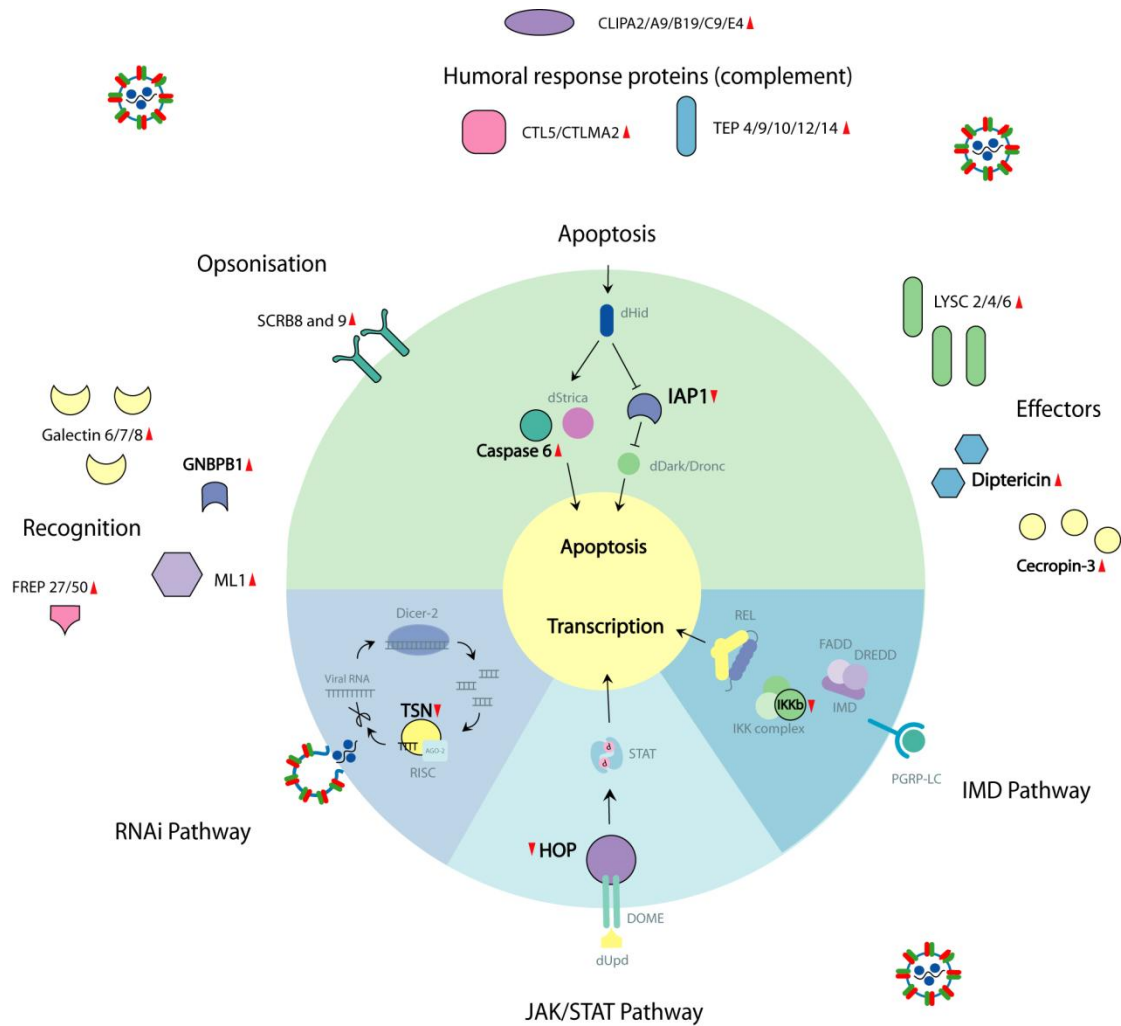 CLIPA2/A9/B19/C9/E4
Humoral response proteins (complement)
CTL5/CTLMA2
TEP 4/9/10/12/14
Apoptosis
Opsonisation
SCRB8 and 9
dHid
LYSC 2/4/6
dStrica
IAP1
Effectors
Galectin 6/7/8
Caspase 6
dDark/Dronc
GNBPB1
Diptericin
Recognition
Apoptosis
Cecropin-3
FREP 27/50
ML1
Dicer-2
Transcription
REL
FADD
DREDD
Viral RNA
TSN
IKKb
IMD
IKK complex
AGO-2
RISC
STAT
PGRP-LC
IMD Pathway
RNAi Pathway
HOP
DOME
dUpd
JAK/STAT Pathway